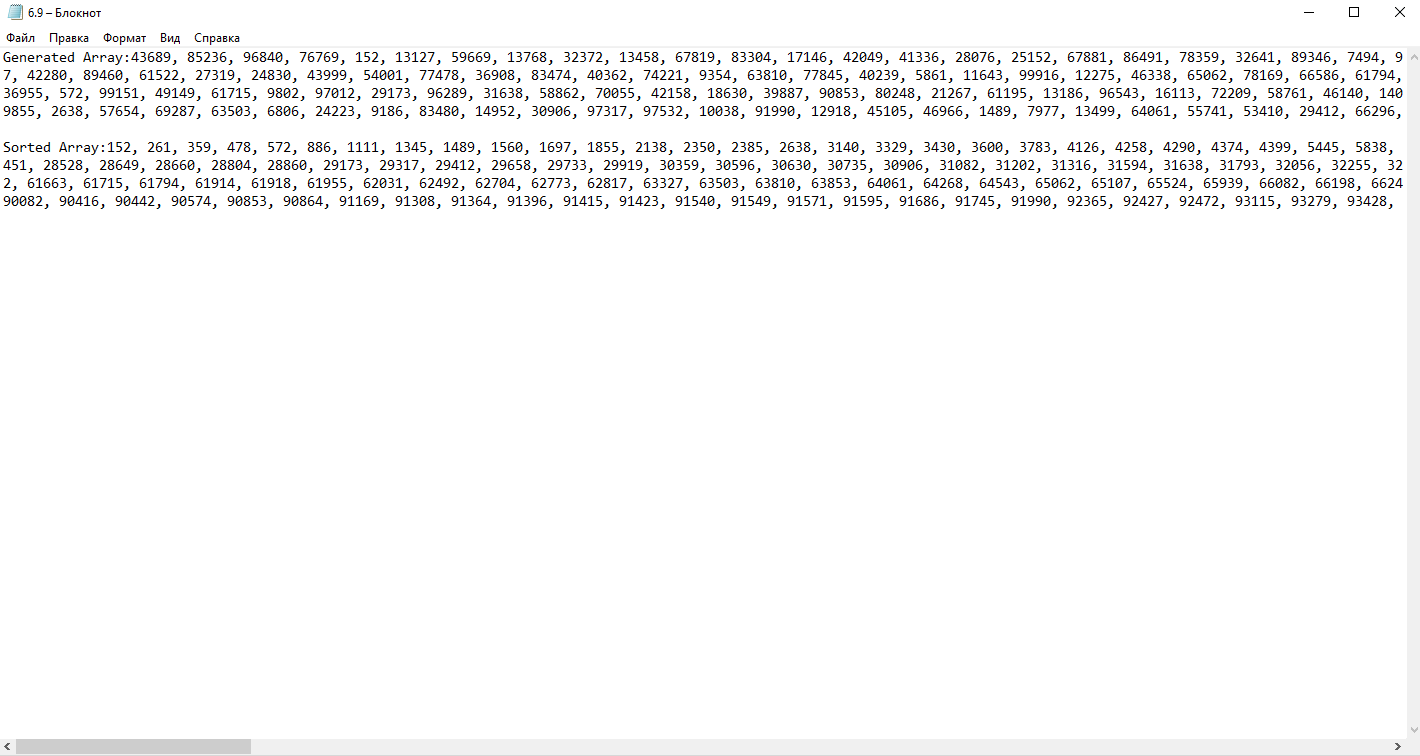 6.9 – Блокнот
Файл Правка Формат Вид Справка
Generated Array:43689, 85236, 96840, 76769, 152, 13127, 59669, 13768, 32372, 13458, 67819, 83304, 17146, 42049, 41336, 28076, 25152, 67881, 86491, 78359, 32641, 89346, 7494, 9
7, 42280, 89460, 61522, 27319, 24830, 43999, 54001, 77478, 36908, 83474, 40362, 74221, 9354, 63810, 77845, 40239, 5861, 11643, 99916, 12275, 46338, 65062, 78169, 66586, 61794,
36955, 572, 99151, 49149, 61715, 9802, 97012, 29173, 96289, 31638, 58862, 70055, 42158, 18630, 39887, 90853, 80248, 21267, 61195, 13186, 96543, 16113, 72209, 58761, 46140, 140
9855, 2638, 57654, 69287, 63503, 6806, 24223, 9186, 83480, 14952, 30906, 97317, 97532, 10038, 91990, 12918, 45105, 46966, 1489, 7977, 13499, 64061, 55741, 53410, 29412, 66296,
Sorted Array:152, 261, 359, 478, 572, 886, 1111, 1345, 1489, 1560, 1697, 1855, 2138, 2350, 2385, 2638, 3140, 3329, 3430, 3600, 3783, 4126, 4258, 4290, 4374, 4399, 5445, 5838,
451, 28528, 28649, 28660, 28804, 28860, 29173, 29317, 29412, 29658, 29733, 29919, 30359, 30596, 30630, 30735, 30906, 31082, 31202, 31316, 31594, 31638, 31793, 32056, 32255, 32
2, 61663, 61715, 61794, 61914, 61918, 61955, 62031, 62492, 62704, 62773, 62817, 63327, 63503, 63810, 63853, 64061, 64268, 64543, 65062, 65107, 65524, 65939, 66082, 66198, 6624
90082, 90416, 90442, 90574, 90853, 90864, 91169, 91308, 91364, 91396, 91415, 91423, 91540, 91549, 91571, 91595, 91686, 91745, 91990, 92365, 92427, 92472, 93115, 93279, 93428,